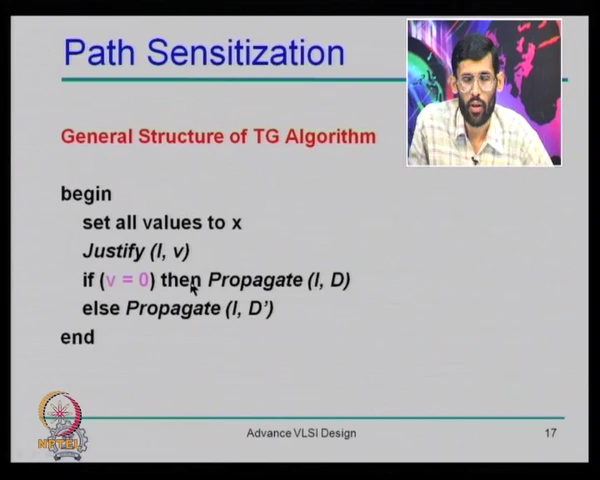 Path Sensitization
General Structure of TG Algorithm
begin
set all values to x
Justify (l, v)
if (v = 0) then Propagate (l, D)
else Propagate (l, D’)
end
NPTEL
Advance VLSI Design
17